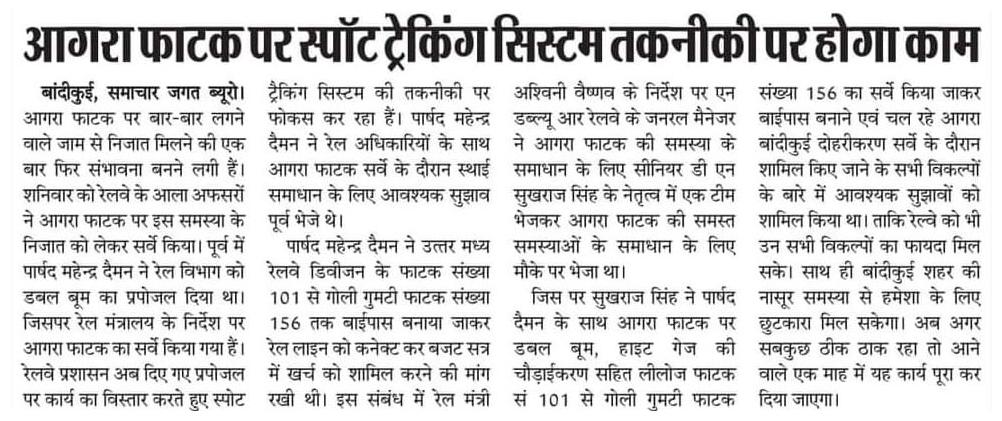 आगरा फाटक पर स्पॉट ट्रेकिंग सिस्टम तकनीकी पर होगा काम
बांदीकुई, समाचार जगत ब्यूरो।
आगरा फाटक पर बार-बार लगने
वाले जाम से निजात मिलने की एक
बार फिर संभावना बनने लगी हैं।
शनिवार को रेलवे के आला अफसरों
ने आगरा फाटक पर इस समस्या के
निजात को लेकर सर्वे किया। पूर्व में
पार्षद महेन्द्र दैमन ने रेल विभाग को
डबल बूम का प्रपोजल दिया था।
जिसपर रेल मंत्रालय के निर्देश पर
आगरा फाटक का सर्वे किया गया हैं।
रेलवे प्रशासन अब दिए गए प्रपोजल
पर कार्य का विस्तार करते हुए स्पोट
ट्रैकिंग सिस्टम की तकनीकी पर
फोकस कर रहा हैं। पार्षद महेन्द्र
दैमन ने रेल अधिकारियों के साथ
आगरा फाटक सर्वे के दौरान स्थाई
समाधान के लिए आवश्यक सुझाव
पूर्व भेजे थे।
पार्षद महेन्द्र दैमन ने उत्तर मध्य
रेलवे डिवीजन के फाटक संख्या
101 से गोली गुमटी फाटक संख्या
156 तक बाईपास बनाया जाकर
रेल लाइन को कनेक्ट कर बजट सत्र
में खर्च को शामिल करने की मांग
रखी थी। इस संबंध में रेल मंत्री
अश्विनी वैष्णव के निर्देश पर एन
डब्ल्यू आर रेलवे के जनरल मैनेजर
ने आगरा फाटक की समस्या के
समाधान के लिए सीनियर डी एन
सुखराज सिंह के नेतृत्व में एक टीम
भेजकर आगरा फाटक की समस्त
समस्याओं के समाधान के लिए
मौके पर भेजा था।
जिस पर सुखराज सिंह ने पार्षद
दैमन के साथ आगरा फाटक पर
डबल बूम, हाइट गेज की
चौड़ाईकरण सहित लीलोज फाटक
सं 101 से गोली गुमटी फाटक
संख्या 156 का सर्वे किया जाकर
बाईपास बनाने एवं चल रहे आगरा
बांदीकुई दोहरीकरण सर्वे के दौरान
शामिल किए जाने के सभी विकल्पों
के बारे में आवश्यक सुझावों को
शामिल किया था। ताकि रेल्वे को भी
उन सभी विकल्पों का फायदा मिल
सके। साथ ही बांदीकुई शहर की
नासूर समस्या से हमेशा के लिए
छुटकारा मिल सकेगा। अब अगर
सबकुछ ठीक ठाक रहा तो आने
वाले एक माह में यह कार्य पूरा कर
दिया जाएगा।